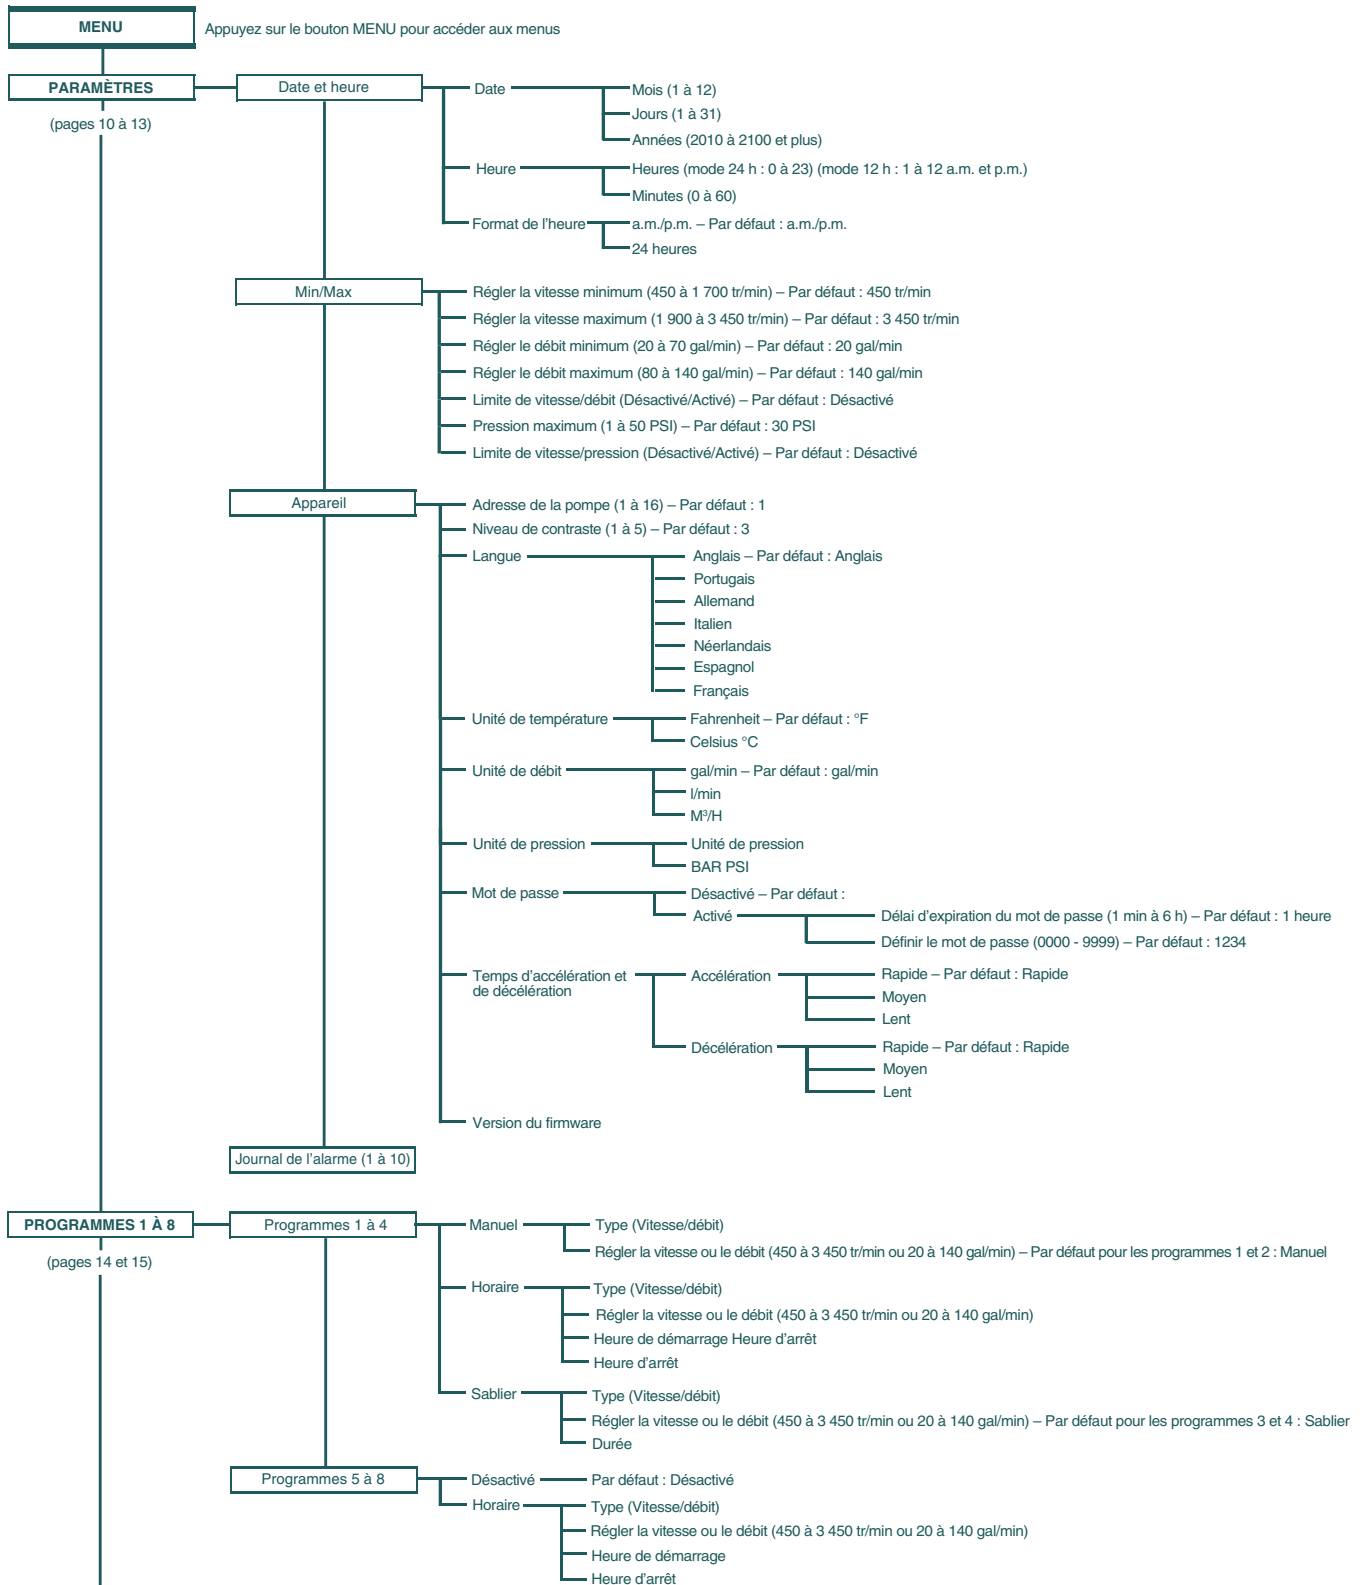 MENU
Appuyez sur le bouton MENU pour accéder aux menus
PARAMÈTRES
(pages 10 à 13)
Date et heure
Date
Mois (1 à 12)
Jours (1 à 31)
Années (2010 à 2100 et plus)
Heure
Heures (mode 24 h : 0 à 23) (mode 12 h : 1 à 12 a.m. et p.m.)
Minutes (0 à 60)
Format de l'heure
a.m./p.m. – Par défaut : a.m./p.m.
24 heures
Min/Max
Régler la vitesse minimum (450 à 1 700 tr/min) – Par défaut : 450 tr/min
Régler la vitesse maximum (1 900 à 3 450 tr/min) – Par défaut : 3 450 tr/min
Régler le débit minimum (20 à 70 gal/min) – Par défaut : 20 gal/min
Régler le débit maximum (80 à 140 gal/min) – Par défaut : 140 gal/min
Limite de vitesse/débit (Désactivé/Activé) – Par défaut : Désactivé
Pression maximum (1 à 50 PSI) – Par défaut : 30 PSI
Limite de vitesse/pression (Désactivé/Activé) – Par défaut : Désactivé
Appareil
Adresse de la pompe (1 à 16) – Par défaut : 1
Niveau de contraste (1 à 5) – Par défaut : 3
Langue
Anglais – Par défaut : Anglais
Portugais
Allemand
Italien
Néerlandais
Espagnol
Français
Unité de température
Fahrenheit – Par défaut : °F
Celsius °C
Unité de débit
gal/min – Par défaut : gal/min
l/min
M³/H
Unité de pression
Unité de pression
BAR PSI
Mot de passe
Désactivé – Par défaut :
Activé
Délai d'expiration du mot de passe (1 min à 6 h) – Par défaut : 1 heure
Définir le mot de passe (0000 - 9999) – Par défaut : 1234
Temps d'accélération et
de décélération
Accélération
Rapide – Par défaut : Rapide
Moyen
Lent
Décélération
Rapide – Par défaut : Rapide
Moyen
Lent
Version du firmware
Journal de l'alarme (1 à 10)
PROGRAMMES 1 À 8
(pages 14 et 15)
Programmes 1 à 4
Manuel
Type (Vitesse/débit)
Régler la vitesse ou le débit (450 à 3 450 tr/min ou 20 à 140 gal/min) – Par défaut pour les programmes 1 et 2 : Manuel
Horaire
Type (Vitesse/débit)
Régler la vitesse ou le débit (450 à 3 450 tr/min ou 20 à 140 gal/min)
Heure de démarrage Heure d'arrêt
Heure d'arrêt
Sablier
Type (Vitesse/débit)
Régler la vitesse ou le débit (450 à 3 450 tr/min ou 20 à 140 gal/min) – Par défaut pour les programmes 3 et 4 : Sablier
Durée
Programmes 5 à 8
Désactivé
Par défaut : Désactivé
Horaire
Type (Vitesse/débit)
Régler la vitesse ou le débit (450 à 3 450 tr/min ou 20 à 140 gal/min)
Heure de démarrage
Heure d'arrêt